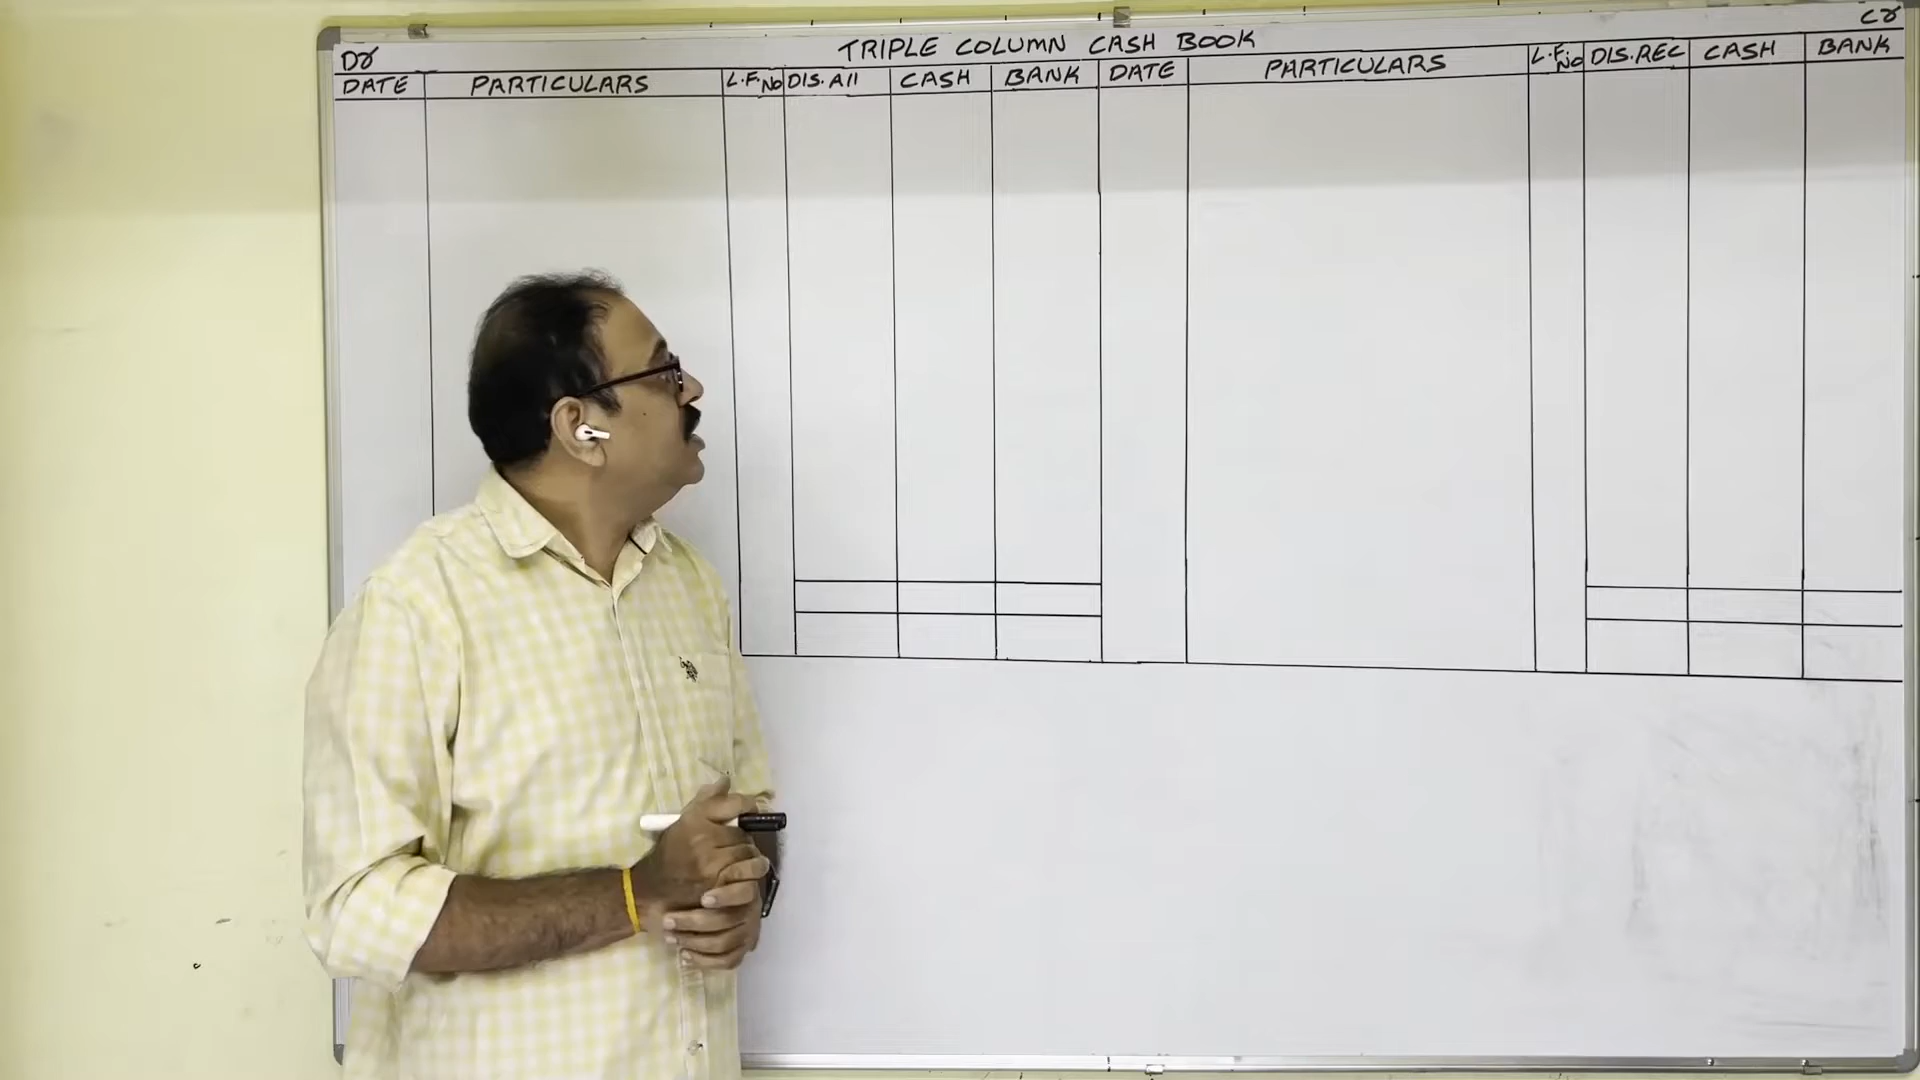 TRIPLE COLUMN CASH BOOK
Dr Cr
DATE PARTICULARS L.F. No DIS. All CASH BANK DATE PARTICULARS L.F. No DIS.REC CASH BANK